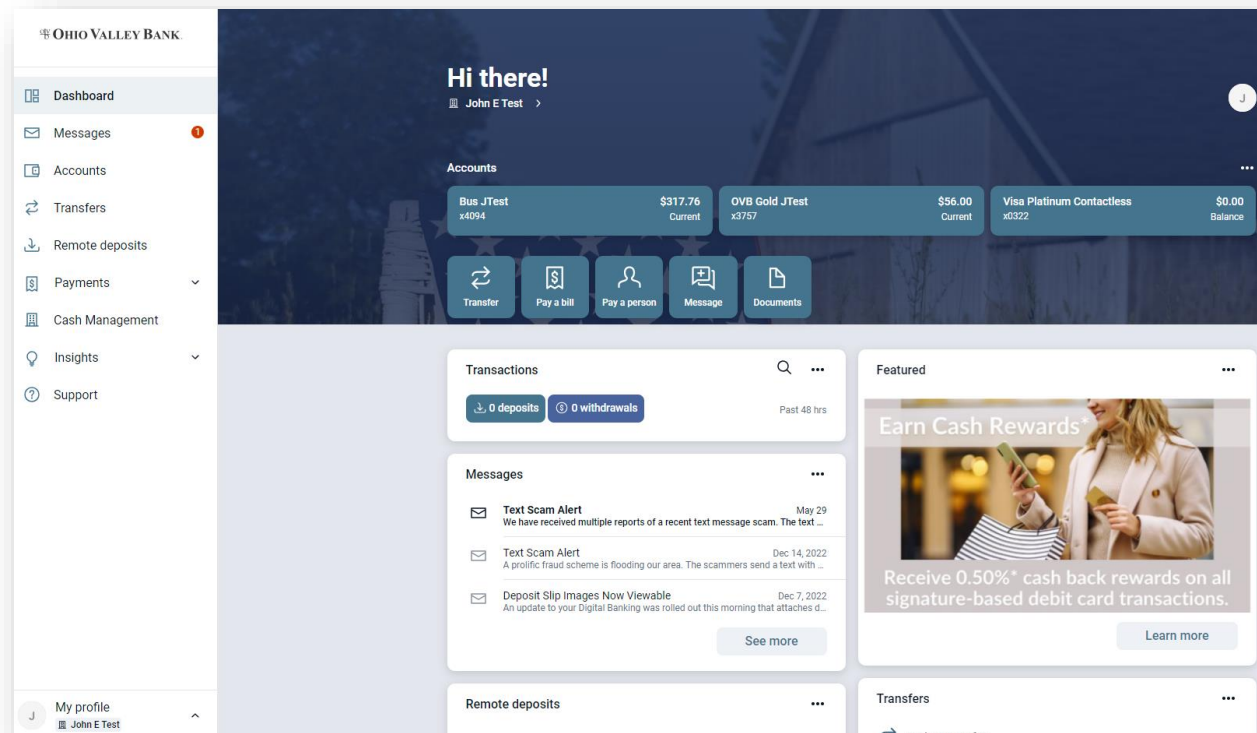 OVB OHIO VALLEY BANK
Dashboard
Messages 1
Accounts
Transfers
Remote deposits
Payments
Cash Management
Insights
Support
My profile
J
John E Test
Hi there!
John E Test
J
Accounts
Bus JTest $317.76
x4094 Current
OVB Gold JTest $56.00
x3757 Current
Visa Platinum Contactless $0.00
x0322 Balance
Transfer
Pay a bill
Pay a person
Message
Documents
Transactions
0 deposits
0 withdrawals
Past 48 hrs
Messages
Text Scam Alert May 29
We have received multiple reports of a recent text message scam. The text ...
Text Scam Alert Dec 14, 2022
A prolific fraud scheme is flooding our area. The scammers send a text with ...
Deposit Slip Images Now Viewable Dec 7, 2022
An update to your Digital Banking was rolled out this morning that attaches d...
See more
Remote deposits
Featured
Earn Cash Rewards*
Receive 0.50%* cash back rewards on all
signature-based debit card transactions.
Learn more
Transfers